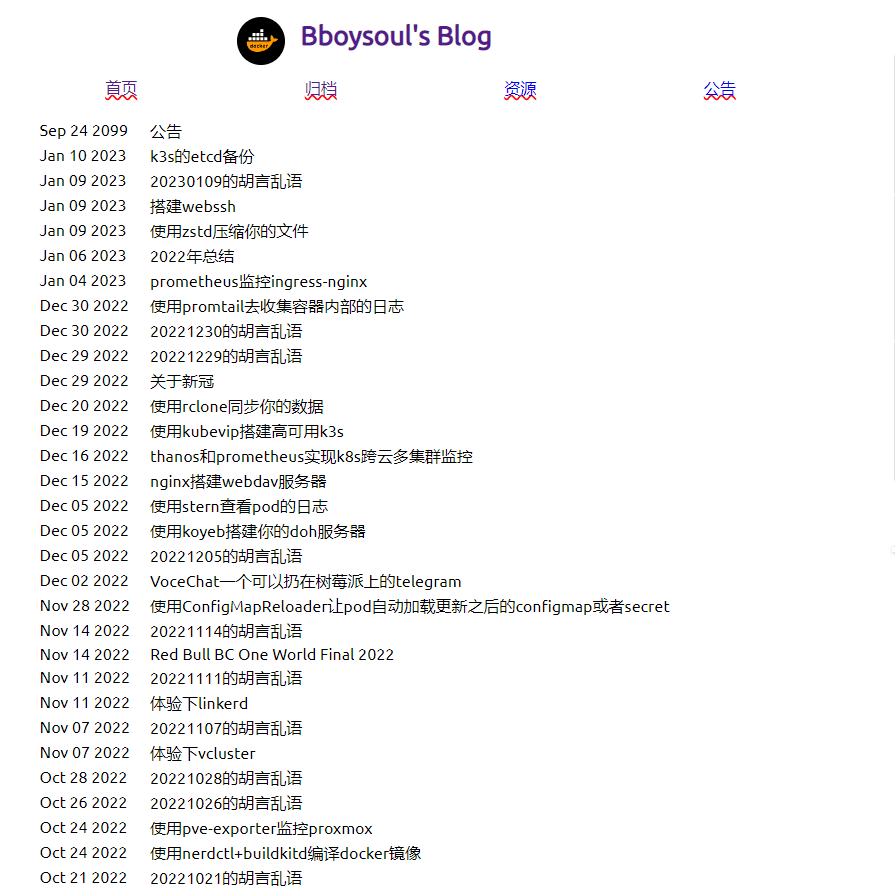 docker
Bboysoul's Blog
首页 归档 资源 公告
Sep 24 2099 公告
Jan 10 2023 k3s的etcd备份
Jan 09 2023 20230109的胡言乱语
Jan 09 2023 搭建webssh
Jan 09 2023 使用zstd压缩你的文件
Jan 06 2023 2022年总结
Jan 04 2023 prometheus监控ingress-nginx
Dec 30 2022 使用promtail去收集容器内部的日志
Dec 30 2022 20221230的胡言乱语
Dec 29 2022 20221229的胡言乱语
Dec 29 2022 关于新冠
Dec 20 2022 使用rclone同步你的数据
Dec 19 2022 使用kubevip搭建高可用k3s
Dec 16 2022 thanos和prometheus实现k8s跨云多集群监控
Dec 15 2022 nginx搭建webdav服务器
Dec 05 2022 使用stern查看pod的日志
Dec 05 2022 使用koyeb搭建你的doh服务器
Dec 05 2022 20221205的胡言乱语
Dec 02 2022 VoceChat一个可以扔在树莓派上的telegram
Nov 28 2022 使用ConfigMapReloader让pod自动加载更新之后的configmap或者secret
Nov 14 2022 20221114的胡言乱语
Nov 14 2022 Red Bull BC One World Final 2022
Nov 11 2022 20221111的胡言乱语
Nov 11 2022 体验下linkerd
Nov 07 2022 20221107的胡言乱语
Nov 07 2022 体验下vcluster
Oct 28 2022 20221028的胡言乱语
Oct 26 2022 20221026的胡言乱语
Oct 24 2022 使用pve-exporter监控proxmox
Oct 24 2022 使用nerdctl+buildkitd编译docker镜像
Oct 21 2022 20221021的胡言乱语